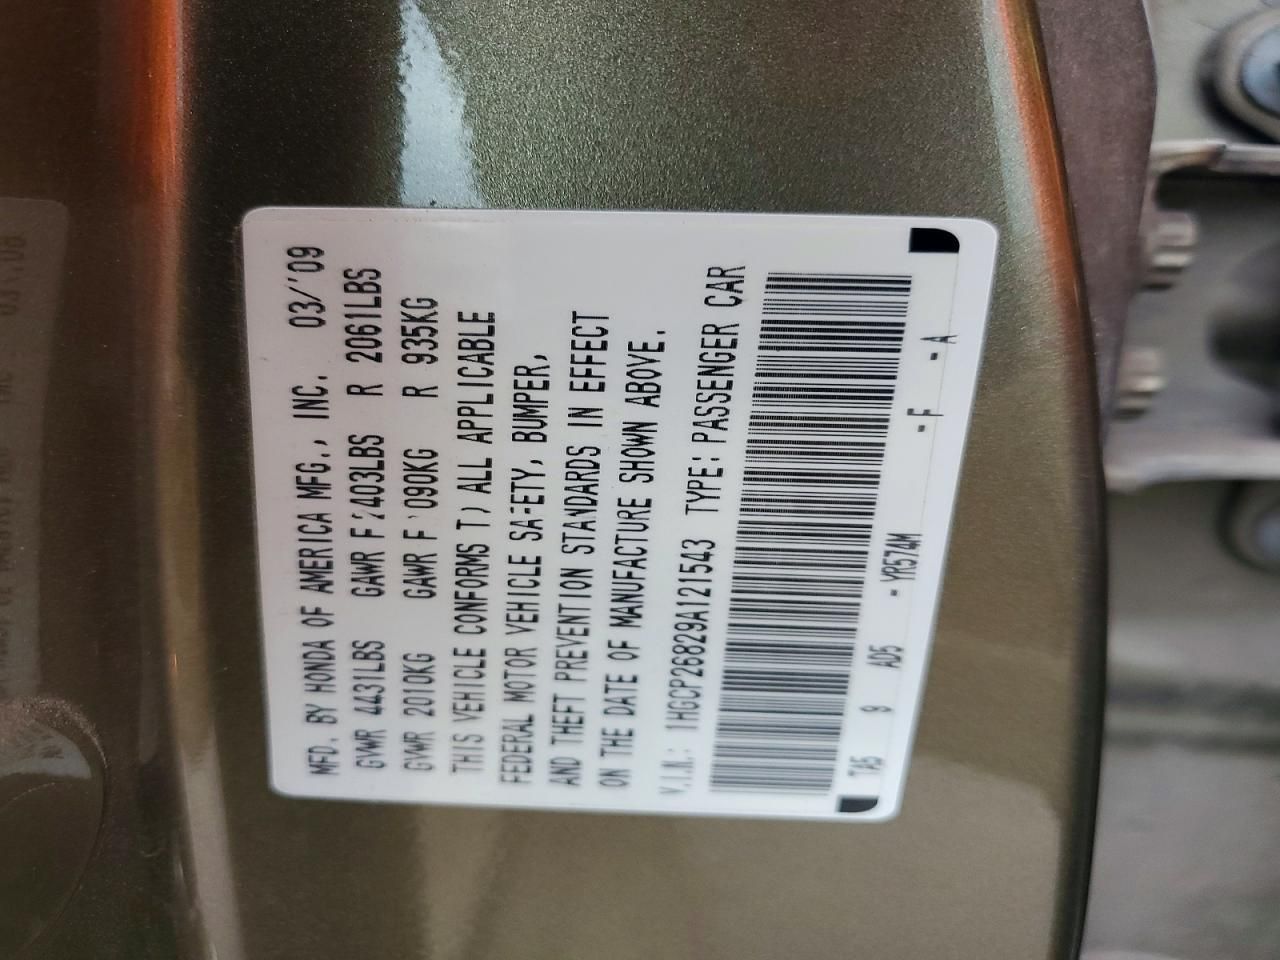 MFD. BY HONDA OF AMERICA MFG., INC. 03/'09
GVWR 4431LBS GAWR F 2403LBS R 2061LBS
GVWR 2010KG GAWR F 1090KG R 935KG
THIS VEHICLE CONFORMS TO ALL APPLICABLE
FEDERAL MOTOR VEHICLE SAFETY, BUMPER,
AND THEFT PREVENTION STANDARDS IN EFFECT
ON THE DATE OF MANUFACTURE SHOWN ABOVE.
V.I.N.: 1HGCP26829A121543 TYPE: PASSENGER CAR
TA5 9 AD5 - YR574M - F - A